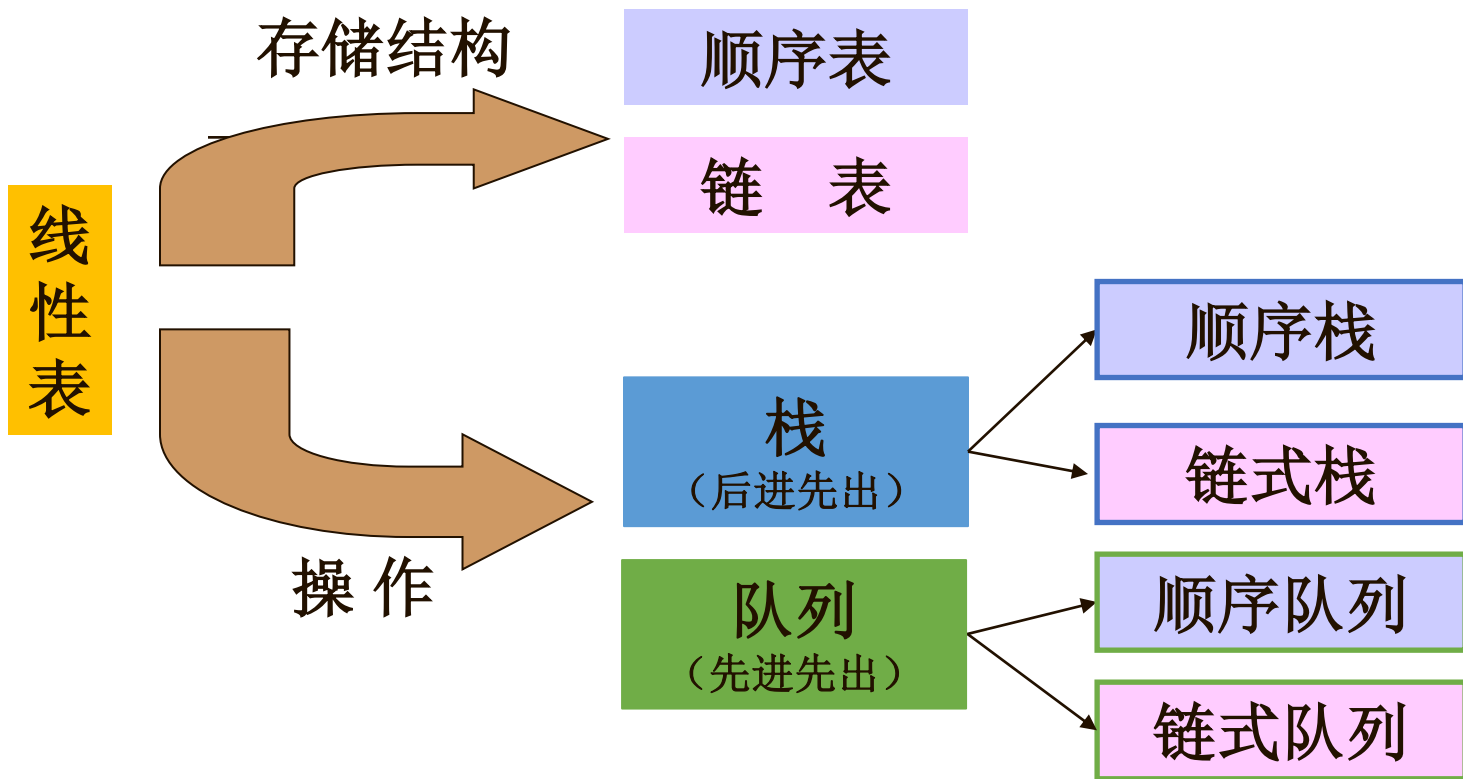 存储结构
顺序表
链 表
线性表
顺序栈
栈
（后进先出）
链式栈
操 作
队列
（先进先出）
顺序队列
链式队列